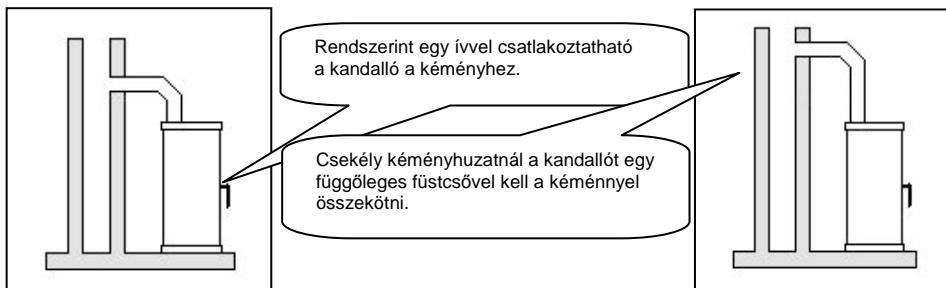 Rendszerint egy ívvel csatlakoztatható
a kandalló a kéményhez.
Csekély kéményhuzatnál a kandallót egy
függőleges füstcsővel kell a kéménnyel
összekötni.